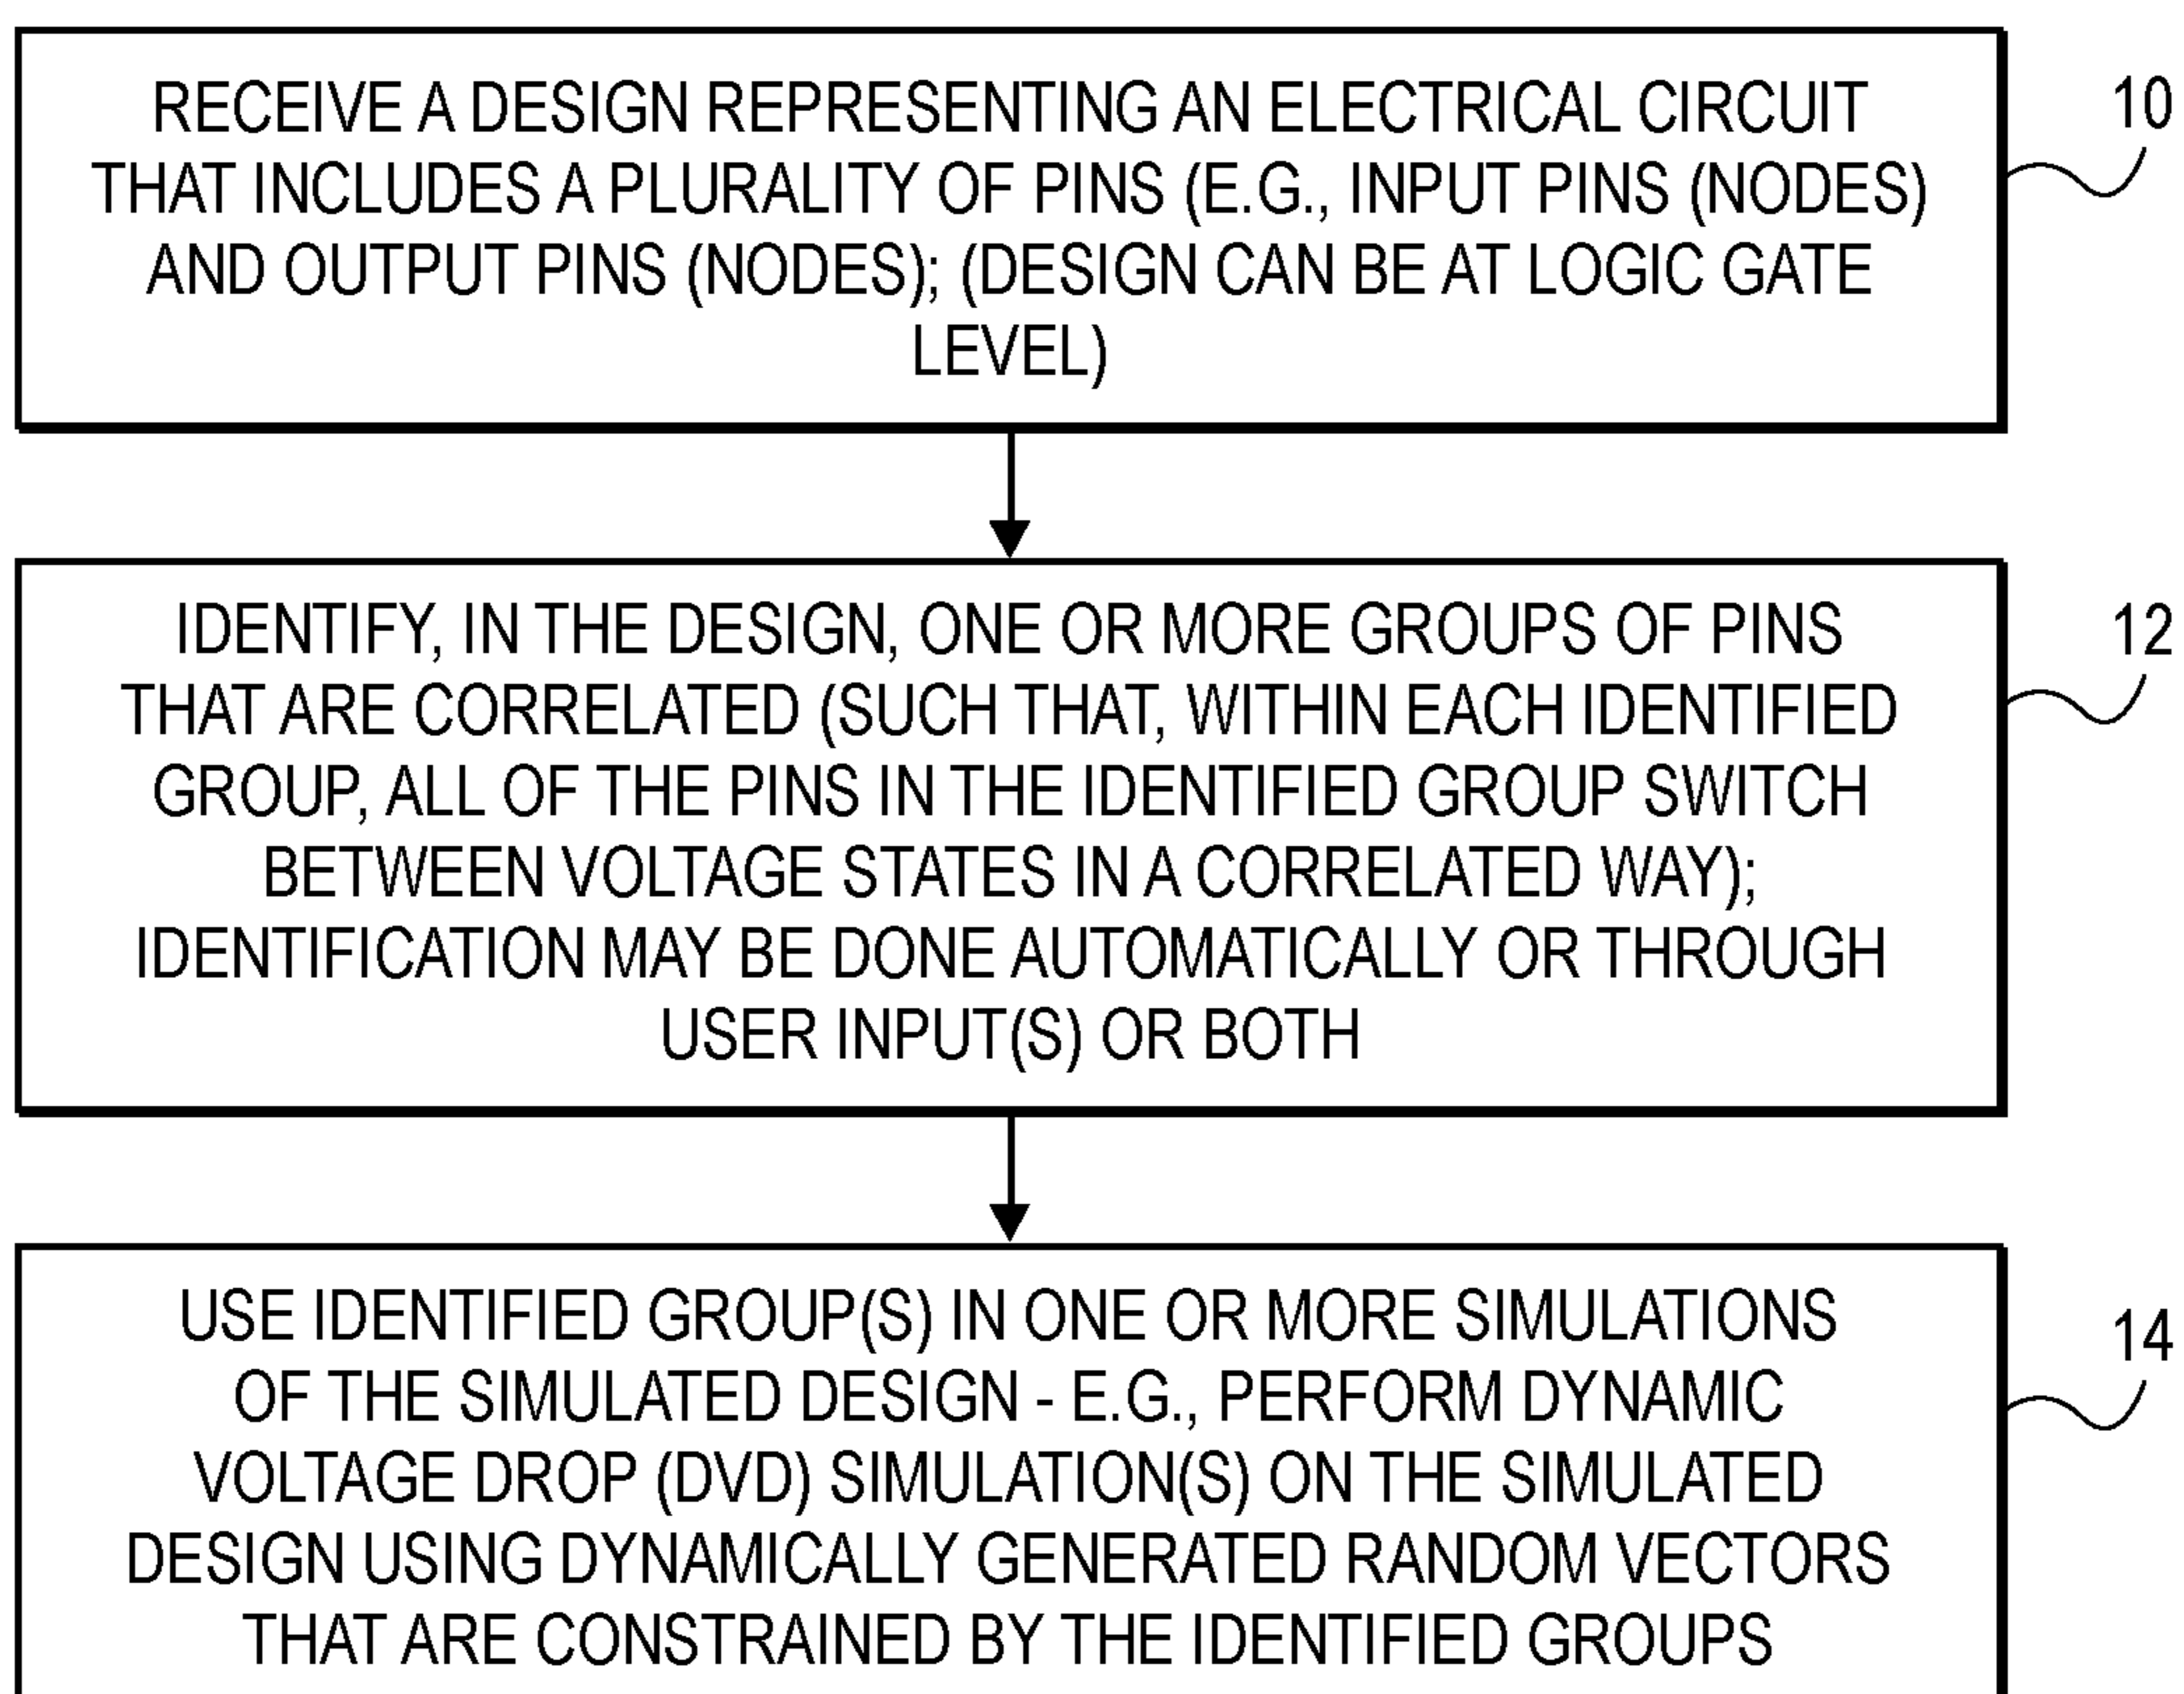 RECEIVE A DESIGN REPRESENTING AN ELECTRICAL CIRCUIT
THAT INCLUDES A PLURALITY OF PINS (E.G., INPUT PINS (NODES)
AND OUTPUT PINS (NODES); (DESIGN CAN BE AT LOGIC GATE
LEVEL)
10
IDENTIFY, IN THE DESIGN, ONE OR MORE GROUPS OF PINS
THAT ARE CORRELATED (SUCH THAT, WITHIN EACH IDENTIFIED
GROUP, ALL OF THE PINS IN THE IDENTIFIED GROUP SWITCH
BETWEEN VOLTAGE STATES IN A CORRELATED WAY);
IDENTIFICATION MAY BE DONE AUTOMATICALLY OR THROUGH
USER INPUT(S) OR BOTH
12
USE IDENTIFIED GROUP(S) IN ONE OR MORE SIMULATIONS
OF THE SIMULATED DESIGN - E.G., PERFORM DYNAMIC
VOLTAGE DROP (DVD) SIMULATION(S) ON THE SIMULATED
DESIGN USING DYNAMICALLY GENERATED RANDOM VECTORS
THAT ARE CONSTRAINED BY THE IDENTIFIED GROUPS
14